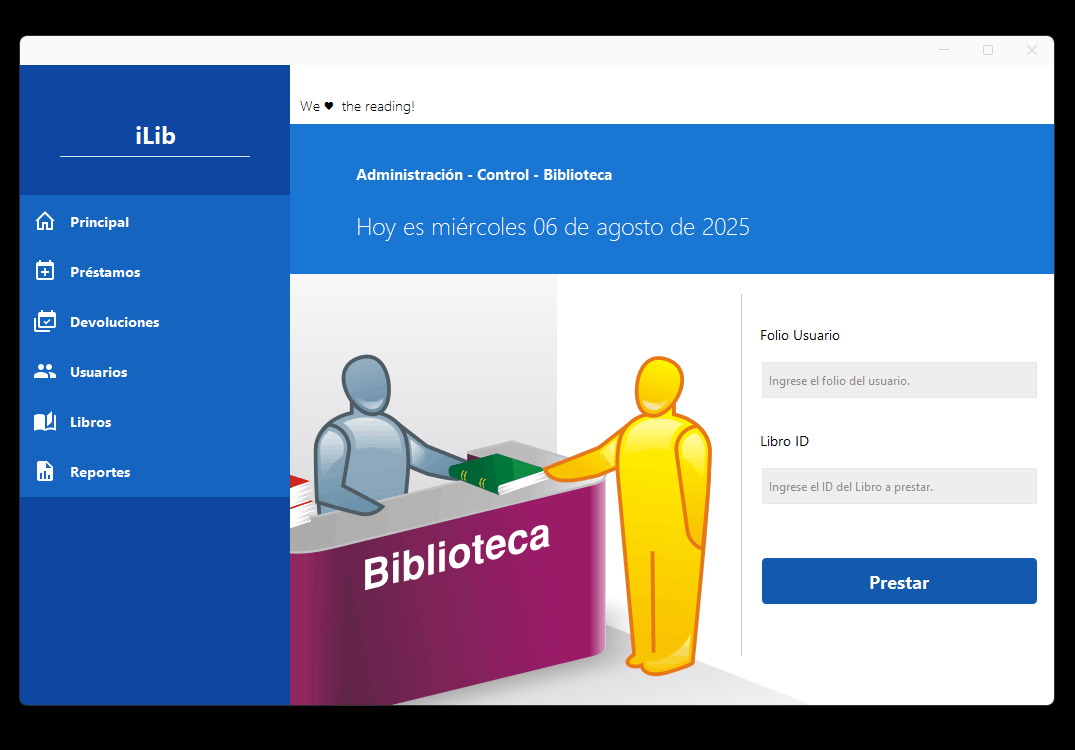 We ♥ the reading!
iLib
Administración - Control - Biblioteca
Hoy es miércoles 06 de agosto de 2025
Principal
Préstamos
Devoluciones
Usuarios
Libros
Reportes
Biblioteca
Folio Usuario
Ingrese el folio del usuario.
Libro ID
Ingrese el ID del Libro a prestar.
Prestar